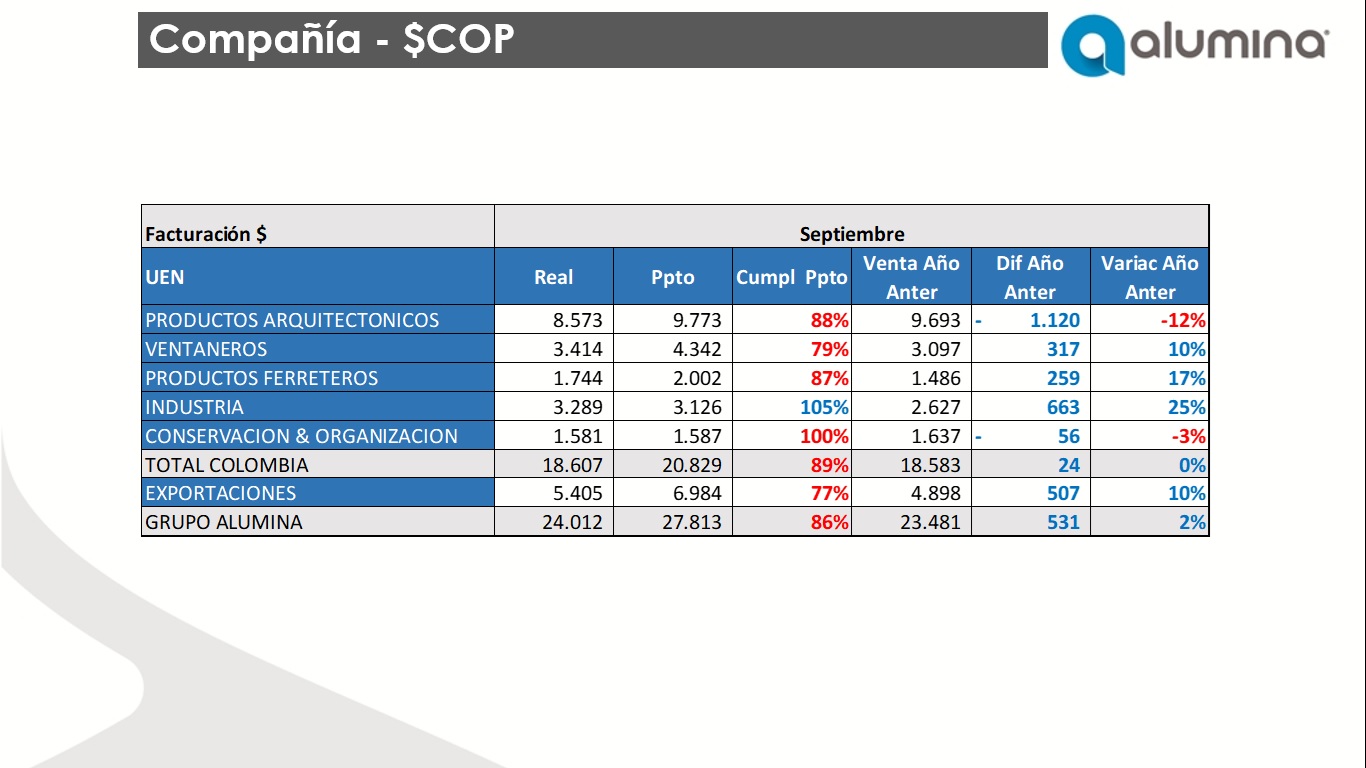 Compañía - $COP
alumina®
Facturación $ Septiembre
UEN Real Ppto Cumpl Ppto Venta Año Anter Dif Año Anter Variac Año Anter
PRODUCTOS ARQUITECTONICOS 8.573 9.773 88% 9.693 - 1.120 -12%
VENTANEROS 3.414 4.342 79% 3.097 317 10%
PRODUCTOS FERRETEROS 1.744 2.002 87% 1.486 259 17%
INDUSTRIA 3.289 3.126 105% 2.627 663 25%
CONSERVACION & ORGANIZACION 1.581 1.587 100% 1.637 - 56 -3%
TOTAL COLOMBIA 18.607 20.829 89% 18.583 24 0%
EXPORTACIONES 5.405 6.984 77% 4.898 507 10%
GRUPO ALUMINA 24.012 27.813 86% 23.481 531 2%